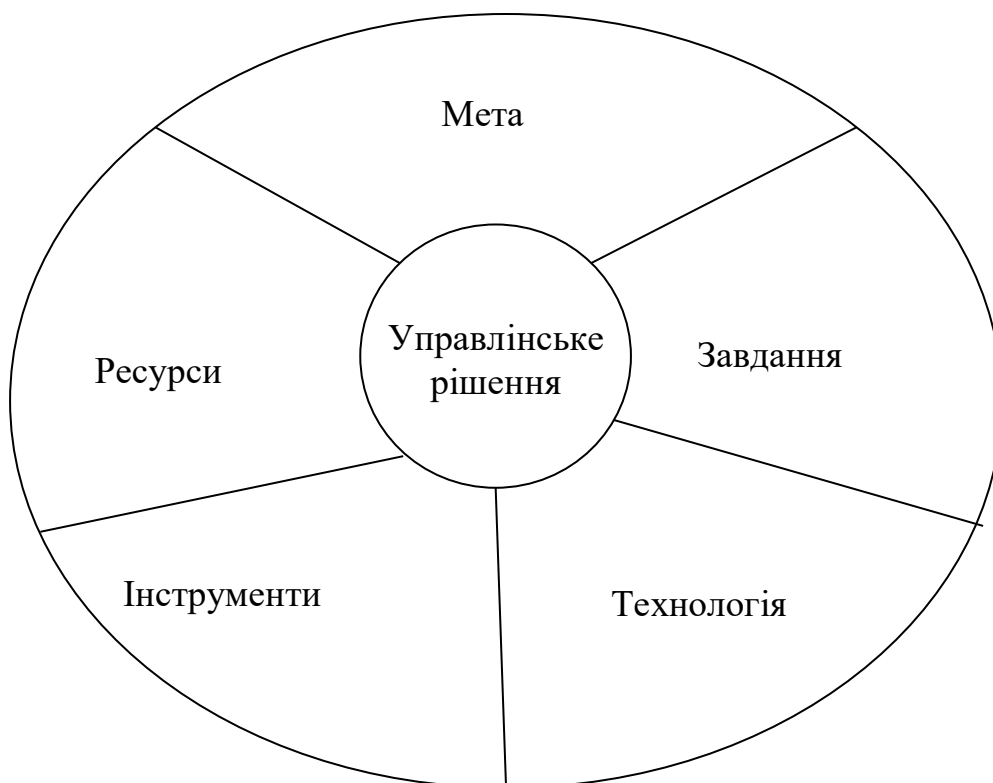 Мета
Управлінське
рішення
Завдання
Ресурси
Інструменти
Технологія